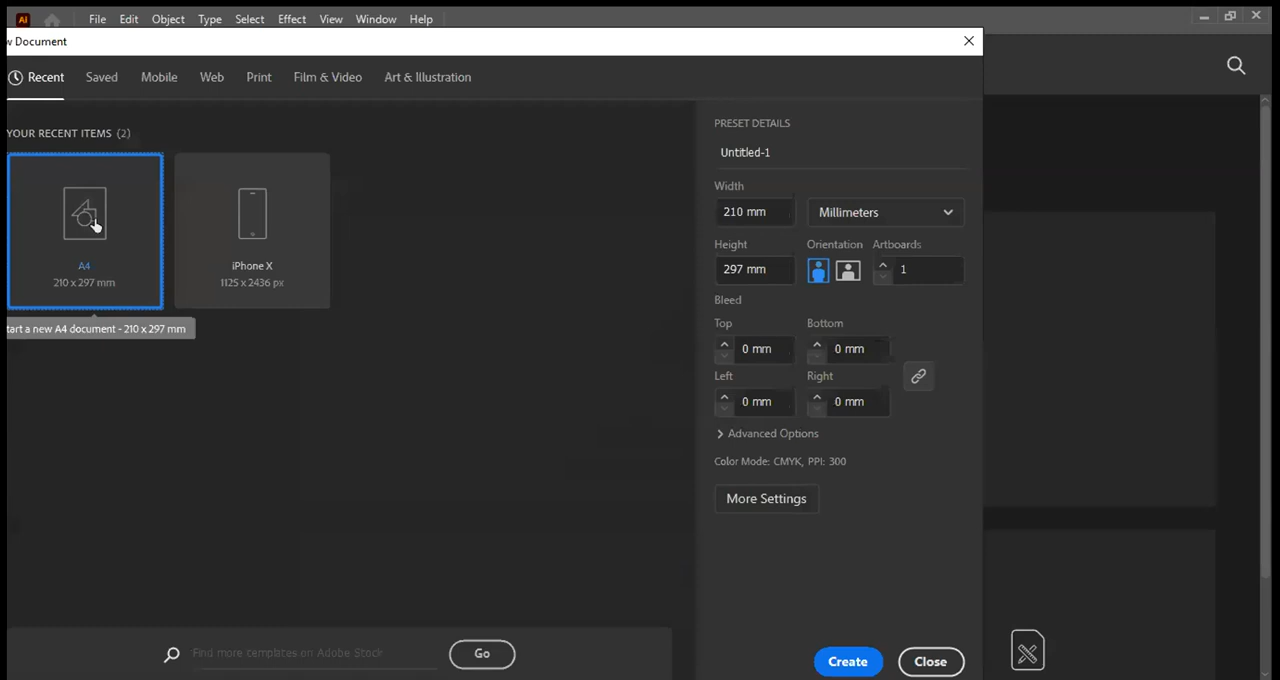 Ai File Edit Object Type Select Effect View Window Help
w Document
Recent Saved Mobile Web Print Film & Video Art & Illustration
YOUR RECENT ITEMS (2)
A4
210 x 297 mm
iPhone X
1125 x 2436 px
tart a new A4 document - 210 x 297 mm
PRESET DETAILS
Untitled-1
Width
210 mm Millimeters
Height Orientation Artboards
297 mm 1
Bleed
Top Bottom
0 mm 0 mm
Left Right
0 mm 0 mm
Advanced Options
Color Mode: CMYK, PPI: 300
More Settings
Find more templates on Adobe Stock Go
Create Close